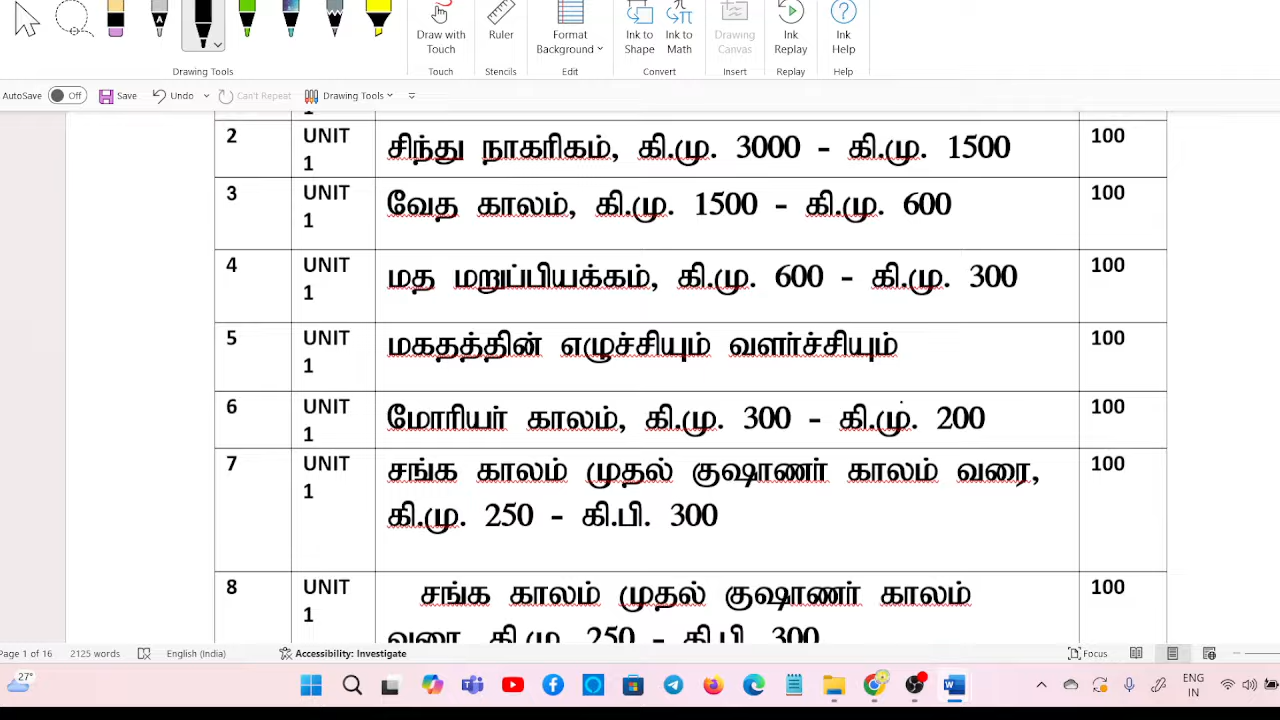 Draw with
Touch
Ruler
Format
Background
Ink to
Shape
Ink to
Math
Drawing
Canvas
Ink
Replay
Ink
Help
Drawing Tools
Touch
Stencils
Edit
Convert
Insert
Replay
Help
AutoSave Off Save Undo Can't Repeat Drawing Tools
1
2 UNIT 1 சிந்து நாகரிகம், கி.மு. 3000 - கி.மு. 1500 100
3 UNIT 1 வேத காலம், கி.மு. 1500 - கி.மு. 600 100
4 UNIT 1 மத மறுப்பியக்கம், கி.மு. 600 - கி.மு. 300 100
5 UNIT 1 மகதத்தின் எழுச்சியும் வளர்ச்சியும் 100
6 UNIT 1 மோரியர் காலம், கி.மு. 300 - கி.மு. 200 100
7 UNIT 1 சங்க காலம் முதல் குஷாணர் காலம் வரை, 100
கி.மு. 250 - கி.பி. 300
8 UNIT 1 சங்க காலம் முதல் குஷாணர் காலம் 100
வரை, கி.மு. 250 - கி.பி. 300
Page 1 of 16 2125 words English (India) Accessibility: Investigate Focus
27°
ENG
IN